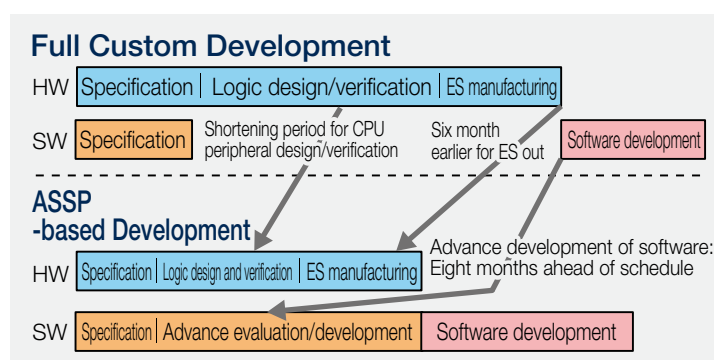 Full Custom Development
HW Specification Logic design/verification ES manufacturing
SW Specification Shortening period for CPU
peripheral design/verification
Six month
earlier for ES out
Software development
ASSP
-based Development
HW Specification Logic design and verification ES manufacturing
Advance development of software:
Eight months ahead of schedule
SW Specification Advance evaluation/development Software development